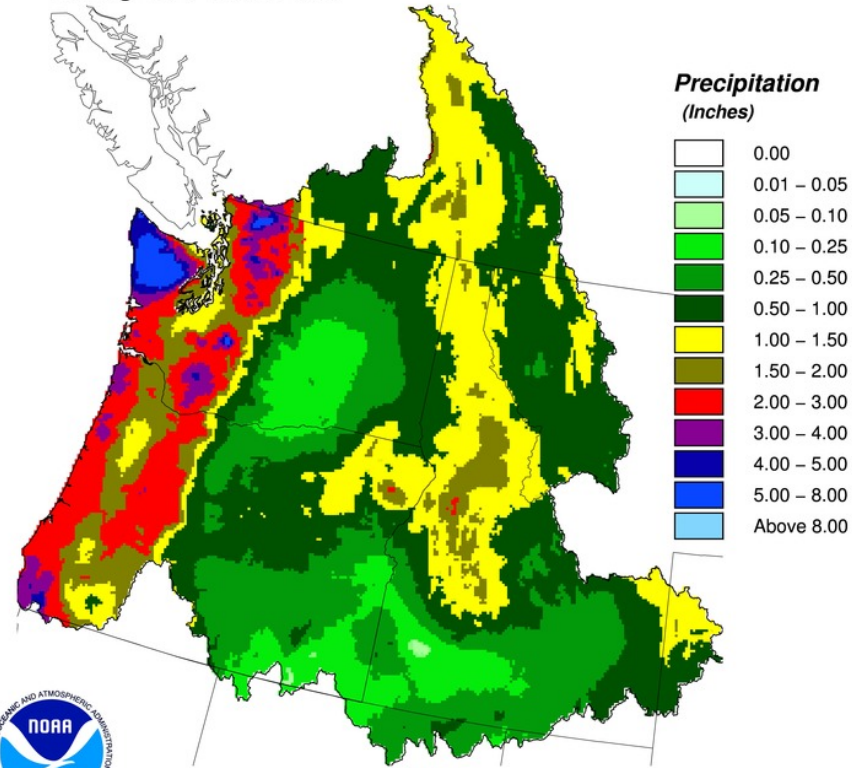 Precipitation
(Inches)
0.00
0.01 – 0.05
0.05 – 0.10
0.10 – 0.25
0.25 – 0.50
0.50 – 1.00
1.00 – 1.50
1.50 – 2.00
2.00 – 3.00
3.00 – 4.00
4.00 – 5.00
5.00 – 8.00
Above 8.00
AND ATMOSPHERIC
NOAA